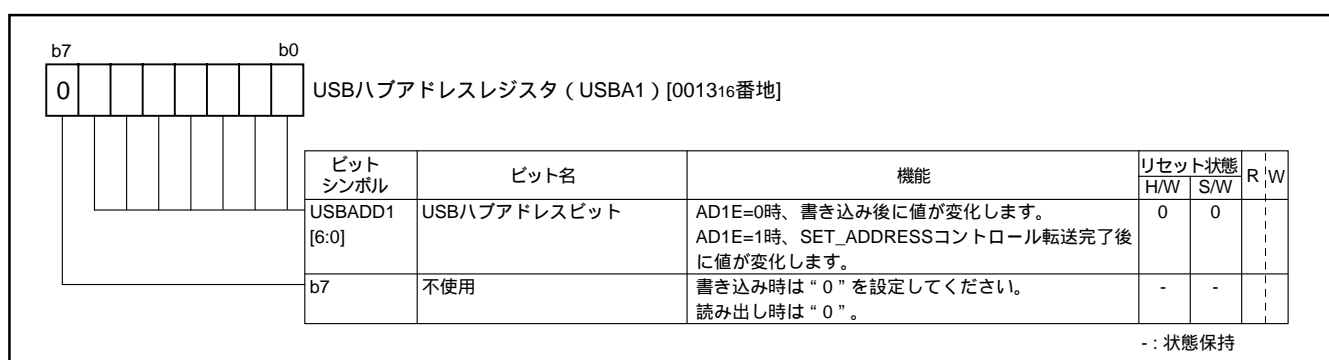 b7 b0
0 USBハブアドレスレジスタ（USBA1）[001316番地]
ビット
シンボル ビット名 機能 リセット状態 R W
H/W S/W
USBADD1 USBハブアドレスビット AD1E=0時、書き込み後に値が変化します。 0 0
[6:0] AD1E=1時、SET_ADDRESSコントロール転送完了後
に値が変化します。
b7 不使用 書き込み時は“0”を設定してください。 - -
読み出し時は“0”。
- : 状態保持